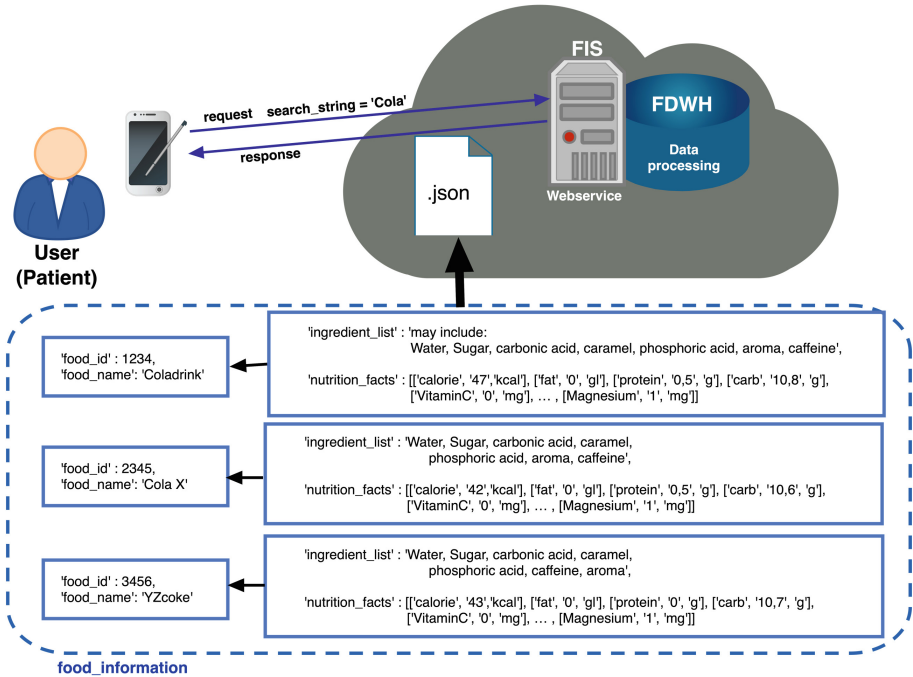 FIS
request search_string = 'Cola'
FDWH
response
Data
processing
.json
Webservice
User
(Patient)
'food_id' : 1234,
'food_name': 'Coladrink'
'ingredient_list' : 'may include:
Water, Sugar, carbonic acid, caramel, phosphoric acid, aroma, caffeine',
'nutrition_facts' : [['calorie', '47','kcal'], ['fat', '0', 'gl'], ['protein', '0,5', 'g'], ['carb', '10,8', 'g'],
['VitaminC', '0', 'mg'], ... , [Magnesium', '1', 'mg']]
'food_id' : 2345,
'food_name': 'Cola X'
'ingredient_list' : 'Water, Sugar, carbonic acid, caramel,
phosphoric acid, aroma, caffeine',
'nutrition_facts' : [['calorie', '42','kcal'], ['fat', '0', 'gl'], ['protein', '0,5', 'g'], ['carb', '10,6', 'g'],
['VitaminC', '0', 'mg'], ... , [Magnesium', '1', 'mg']]
'food_id' : 3456,
'food_name': 'YZcoke'
'ingredient_list' : 'Water, Sugar, carbonic acid, caramel,
phosphoric acid, caffeine, aroma',
'nutrition_facts' : [['calorie', '43','kcal'], ['fat', '0', 'gl'], ['protein', '0', 'g'], ['carb', '10,7', 'g'],
['VitaminC', '0', 'mg'], ... , [Magnesium', '1', 'mg']]
food_information